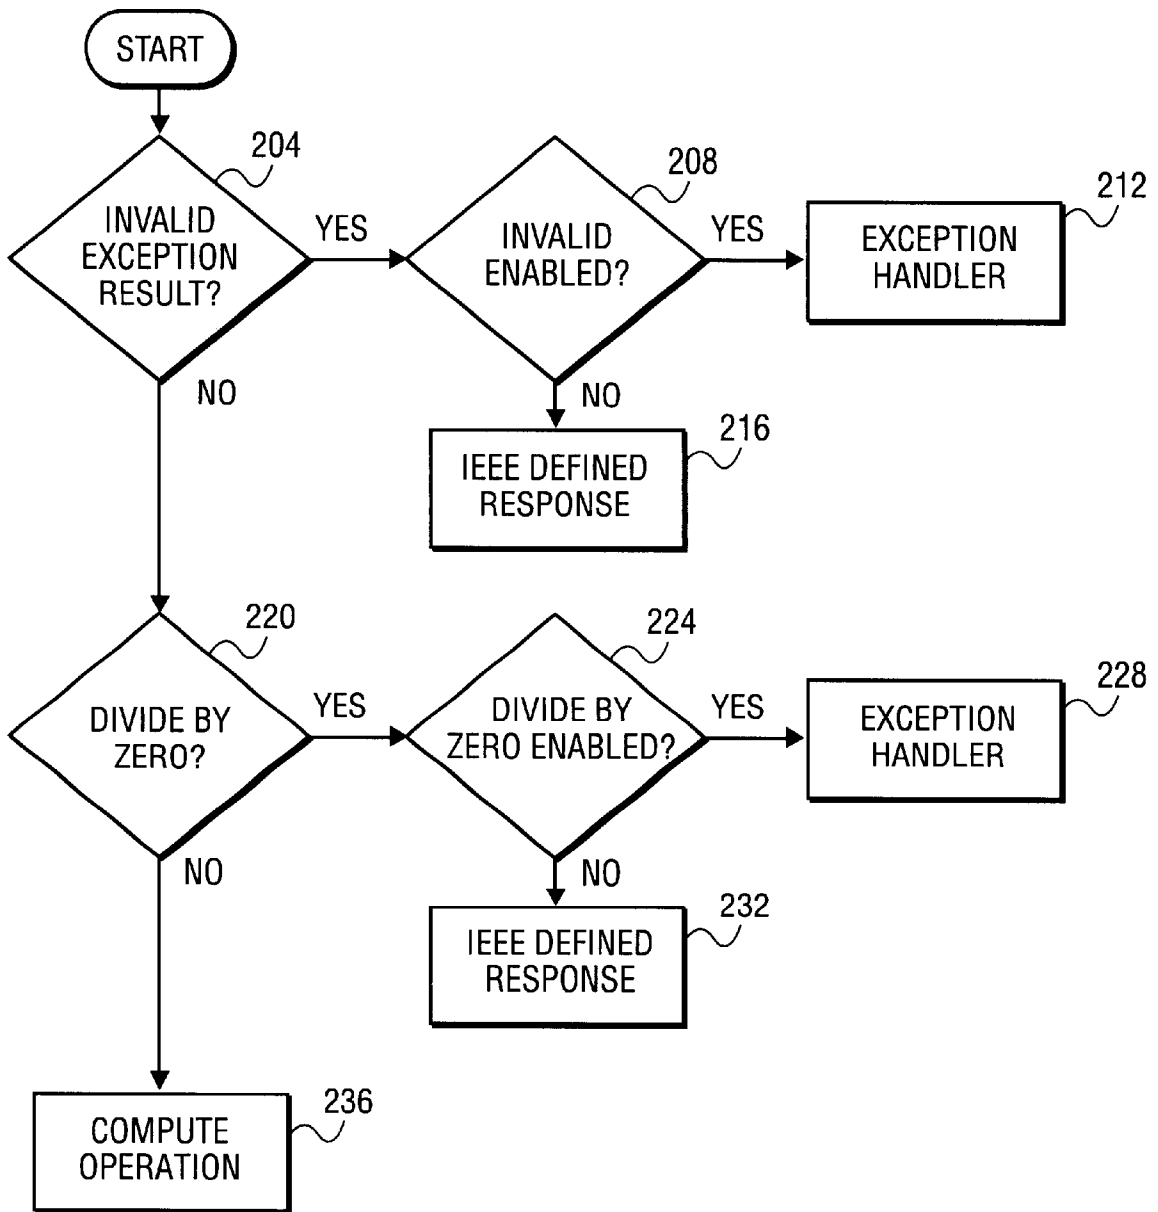 START
204
INVALID
EXCEPTION
RESULT?
YES
208
INVALID
ENABLED?
YES
212
EXCEPTION
HANDLER
NO
NO
216
IEEE DEFINED
RESPONSE
220
DIVIDE BY
ZERO?
YES
224
DIVIDE BY
ZERO ENABLED?
YES
228
EXCEPTION
HANDLER
NO
NO
232
IEEE DEFINED
RESPONSE
236
COMPUTE
OPERATION